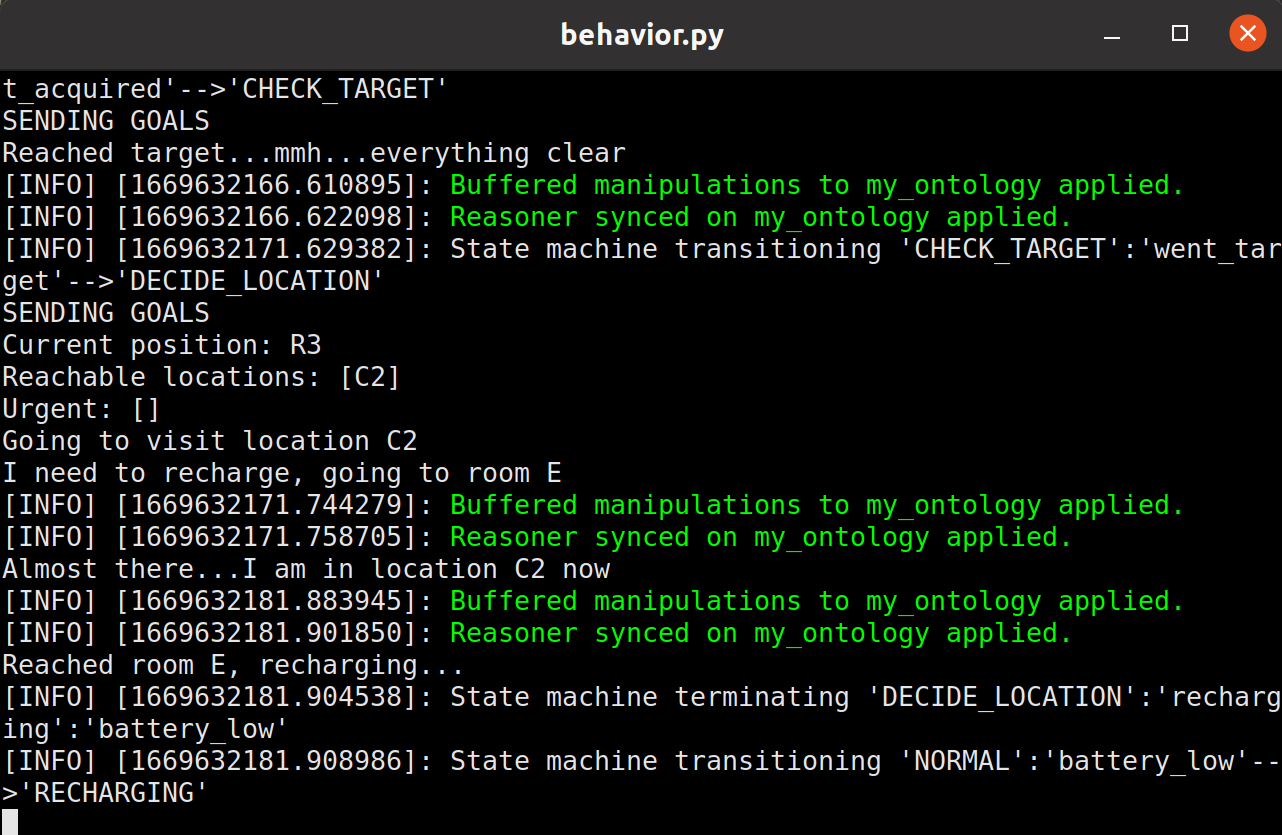 behavior.py
t_acquired'-->'CHECK_TARGET'
SENDING GOALS
Reached target...mmh...everything clear
[INFO] [1669632166.610895]: Buffered manipulations to my_ontology applied.
[INFO] [1669632166.622098]: Reasoner synced on my_ontology applied.
[INFO] [1669632171.629382]: State machine transitioning 'CHECK_TARGET':'went_tar
get'-->'DECIDE_LOCATION'
SENDING GOALS
Current position: R3
Reachable locations: [C2]
Urgent: []
Going to visit location C2
I need to recharge, going to room E
[INFO] [1669632171.744279]: Buffered manipulations to my_ontology applied.
[INFO] [1669632171.758705]: Reasoner synced on my_ontology applied.
Almost there...I am in location C2 now
[INFO] [1669632181.883945]: Buffered manipulations to my_ontology applied.
[INFO] [1669632181.901850]: Reasoner synced on my_ontology applied.
Reached room E, recharging...
[INFO] [1669632181.904538]: State machine terminating 'DECIDE_LOCATION':'recharg
ing':'battery_low'
[INFO] [1669632181.908986]: State machine transitioning 'NORMAL':'battery_low'--
>'RECHARGING'